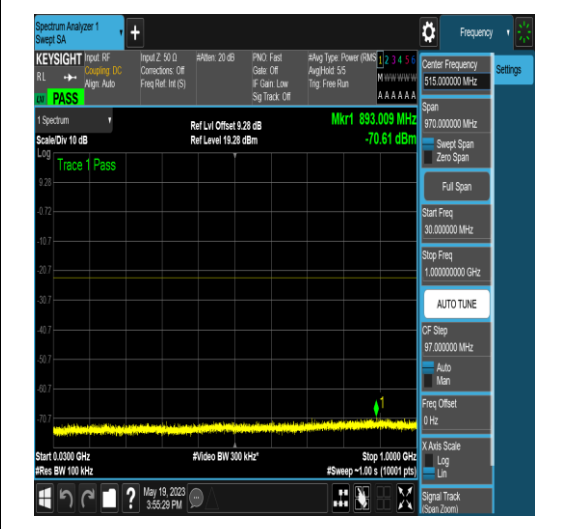 Spectrum Analyzer 1
Swept SA
+
Frequency
KEYSIGHT
Input: RF
Input Z: 50 Ω
#Atten: 20 dB
PNO: Fast
#Avg Type: Power (RMS
1 2 3 4 5 6
RL
Coupling: DC
Corrections: Off
Gate: Off
Avg|Hold: 5/5
M W W W W W
Align: Auto
Freq Ref: Int (S)
IF Gain: Low
Trig: Free Run
Sig Track: Off
A A A A A A
PASS
Center Frequency
515.000000 MHz
Settings
Span
970.000000 MHz
Swept Span
Zero Span
Full Span
Start Freq
30.000000 MHz
Stop Freq
1.000000000 GHz
AUTO TUNE
CF Step
97.000000 MHz
Auto
Man
Freq Offset
0 Hz
X Axis Scale
Log
Lin
Signal Track
(Span Zoom)
1 Spectrum
Ref Lvl Offset 9.28 dB
Mkr1 893.009 MHz
Scale/Div 10 dB
Ref Level 19.28 dBm
-70.61 dBm
Log
Trace 1 Pass
9.28
-0.72
-10.7
-20.7
-30.7
-40.7
-50.7
-60.7
-70.7
1
Start 0.0300 GHz
#Video BW 300 kHz*
Stop 1.0000 GHz
#Res BW 100 kHz
#Sweep ~1.00 s (10001 pts)
?
May 19, 2023
3:55:29 PM